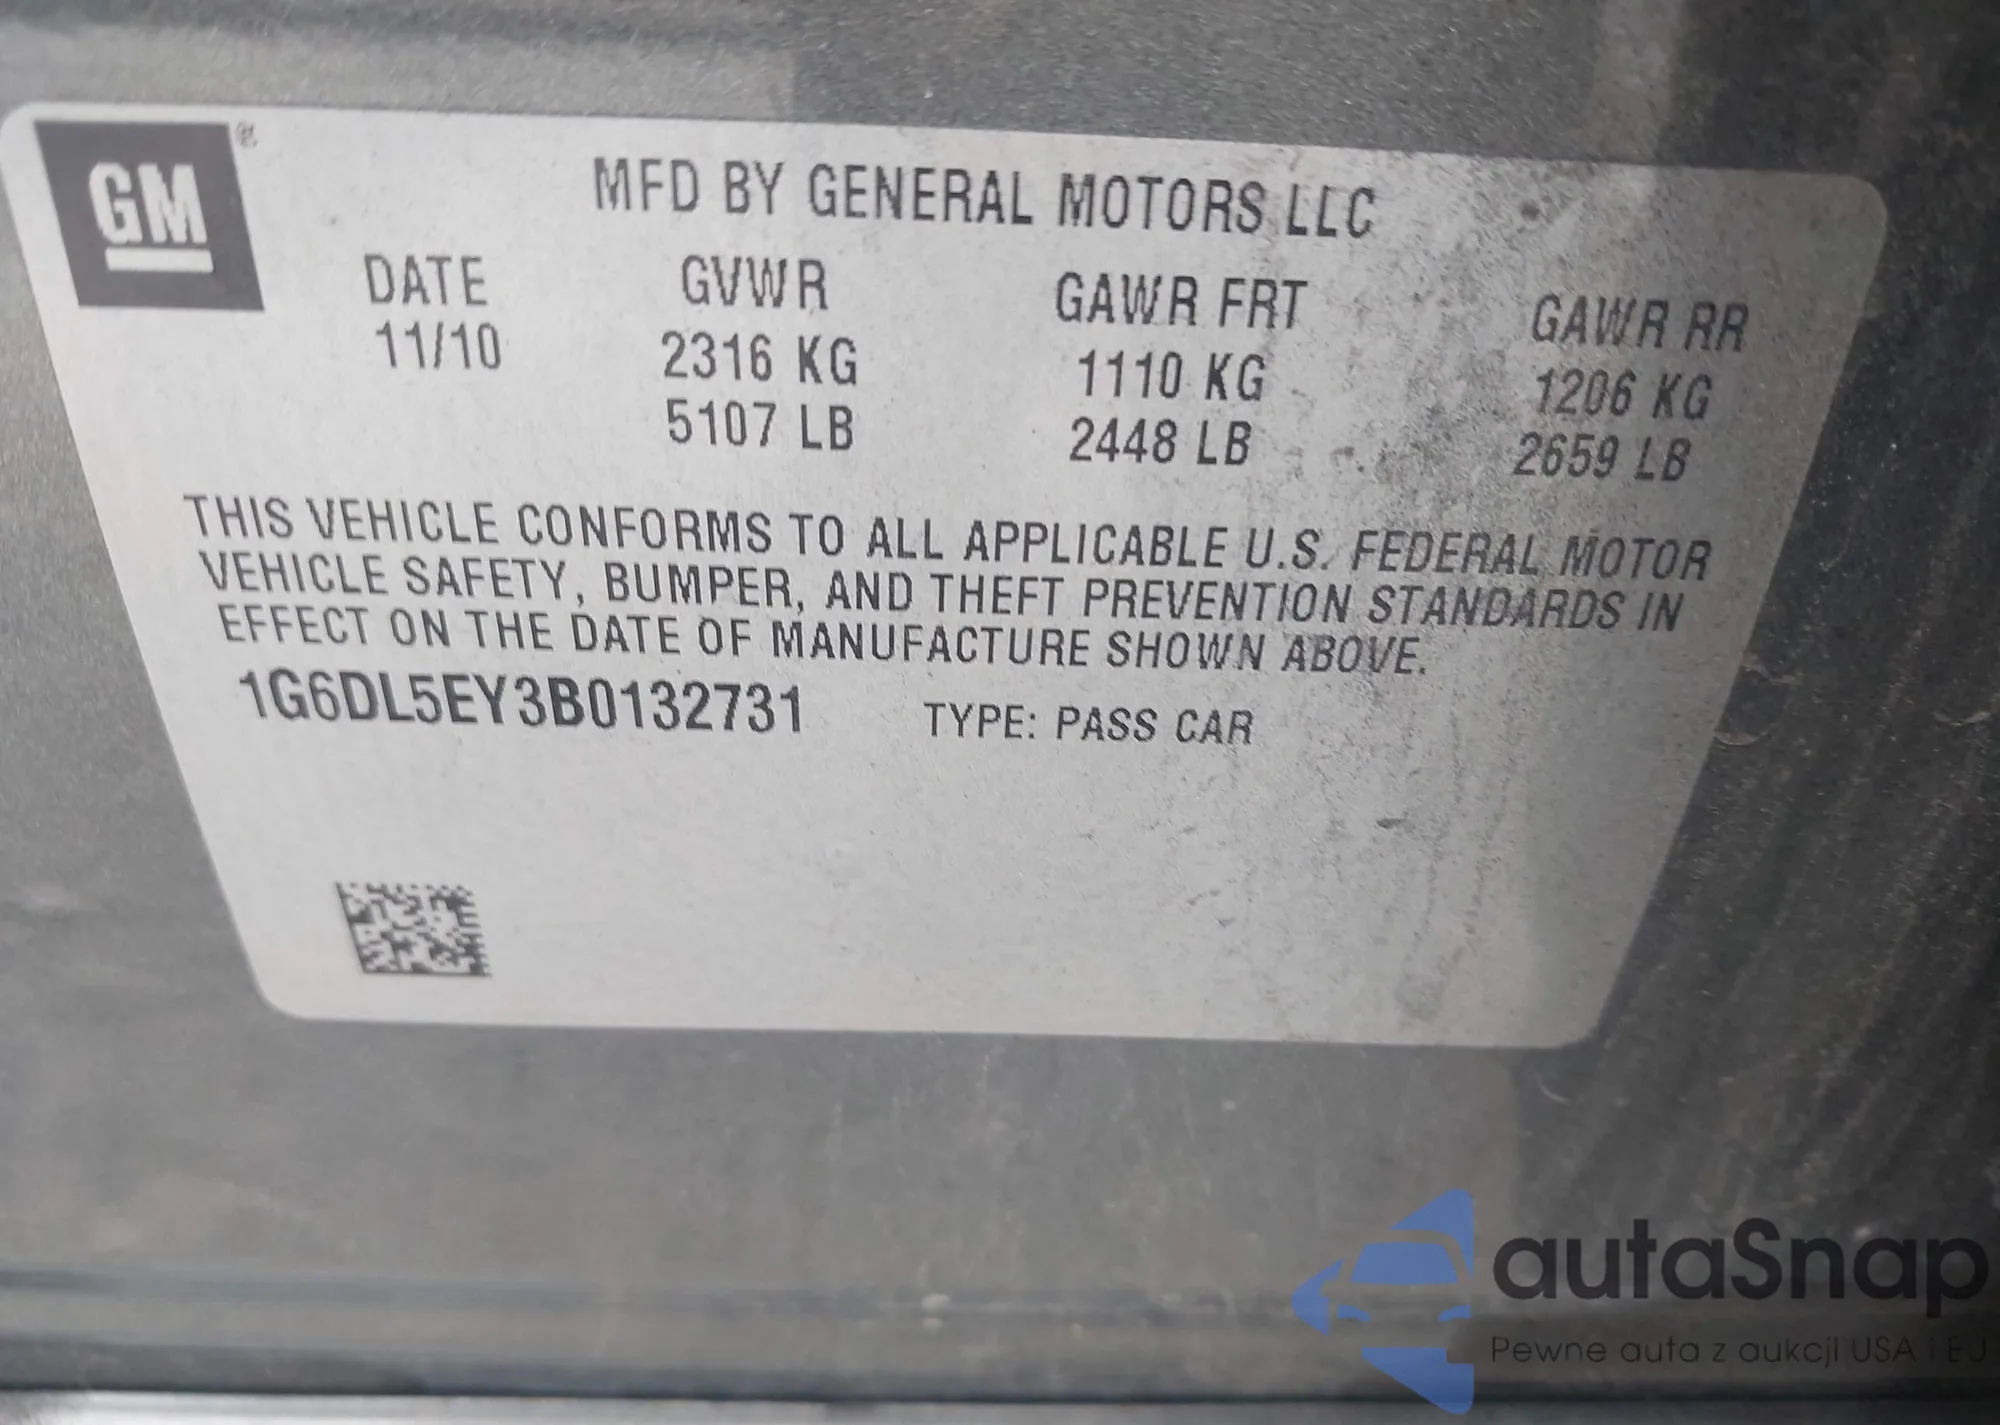 GM ®
MFD BY GENERAL MOTORS LLC
DATE GVWR GAWR FRT GAWR RR
11/10 2316 KG 1110 KG 1206 KG
5107 LB 2448 LB 2659 LB
THIS VEHICLE CONFORMS TO ALL APPLICABLE U.S. FEDERAL MOTOR
VEHICLE SAFETY, BUMPER, AND THEFT PREVENTION STANDARDS IN
EFFECT ON THE DATE OF MANUFACTURE SHOWN ABOVE.
1G6DL5EY3B0132731 TYPE: PASS CAR
autaSnap
Pewne auta z aukcji USA i EU